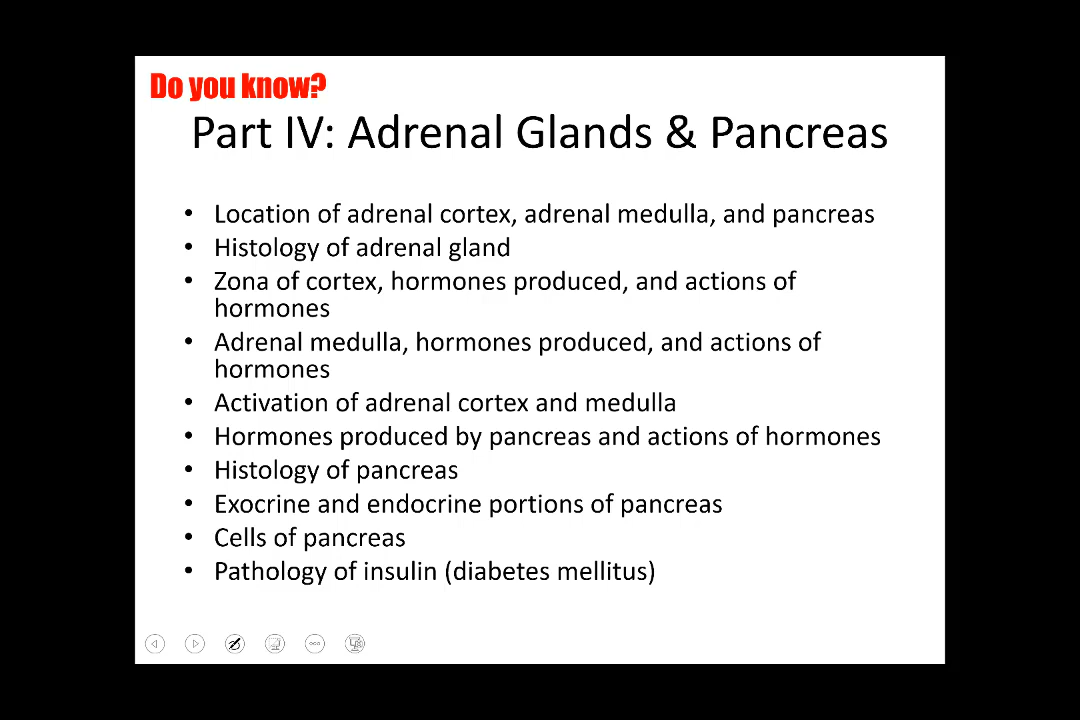 Do you know?
Part IV: Adrenal Glands & Pancreas
• Location of adrenal cortex, adrenal medulla, and pancreas
• Histology of adrenal gland
• Zona of cortex, hormones produced, and actions of
hormones
• Adrenal medulla, hormones produced, and actions of
hormones
• Activation of adrenal cortex and medulla
• Hormones produced by pancreas and actions of hormones
• Histology of pancreas
• Exocrine and endocrine portions of pancreas
• Cells of pancreas
• Pathology of insulin (diabetes mellitus)